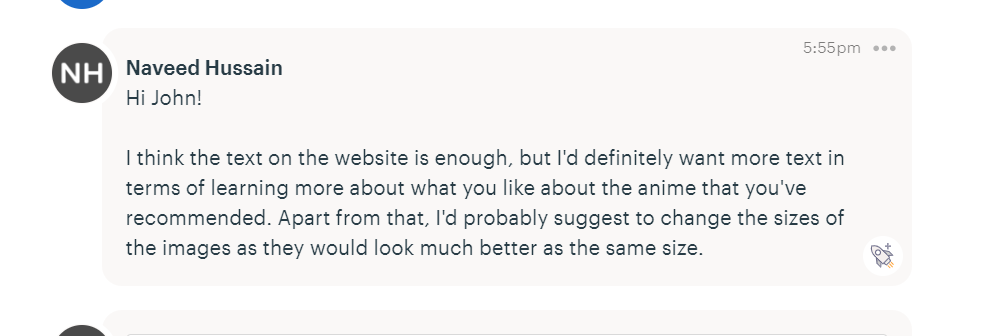 5:55pm
NH
Naveed Hussain
Hi John!
I think the text on the website is enough, but I'd definitely want more text in
terms of learning more about what you like about the anime that you've
recommended. Apart from that, I'd probably suggest to change the sizes of
the images as they would look much better as the same size.